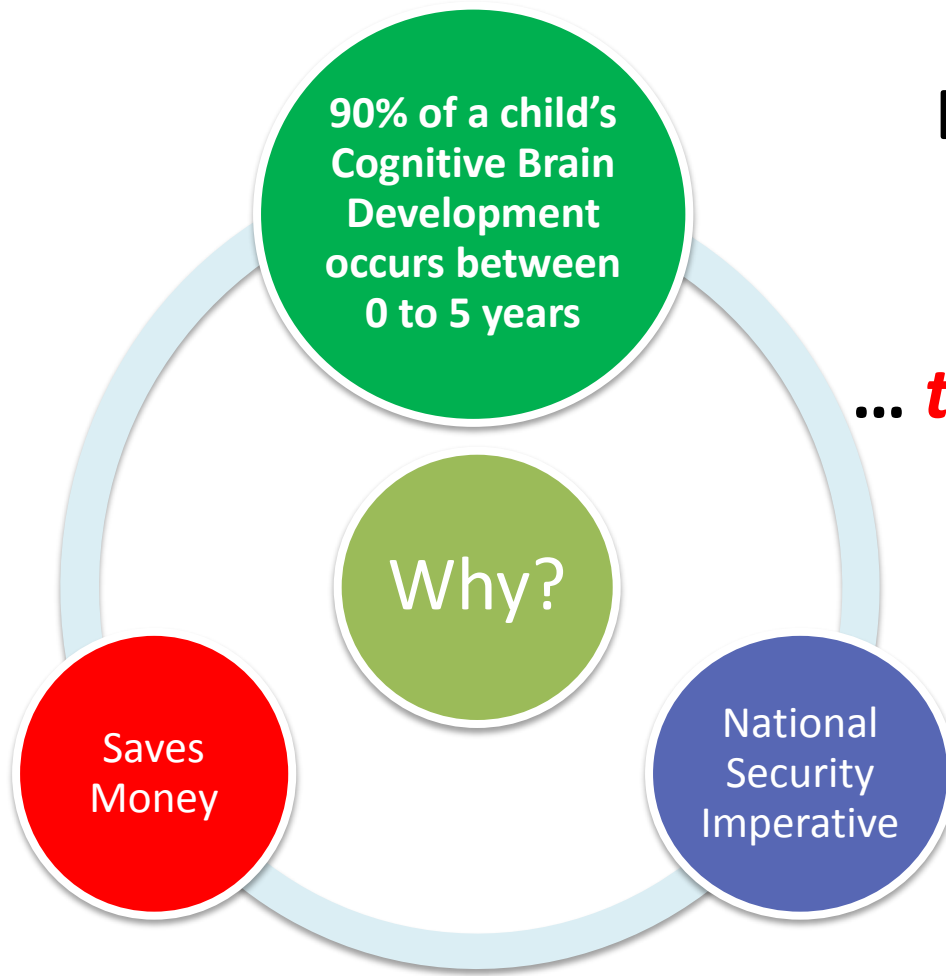 90% of a child’s
Cognitive Brain
Development
occurs between
0 to 5 years
...
Why?
Saves
Money
National
Security
Imperative